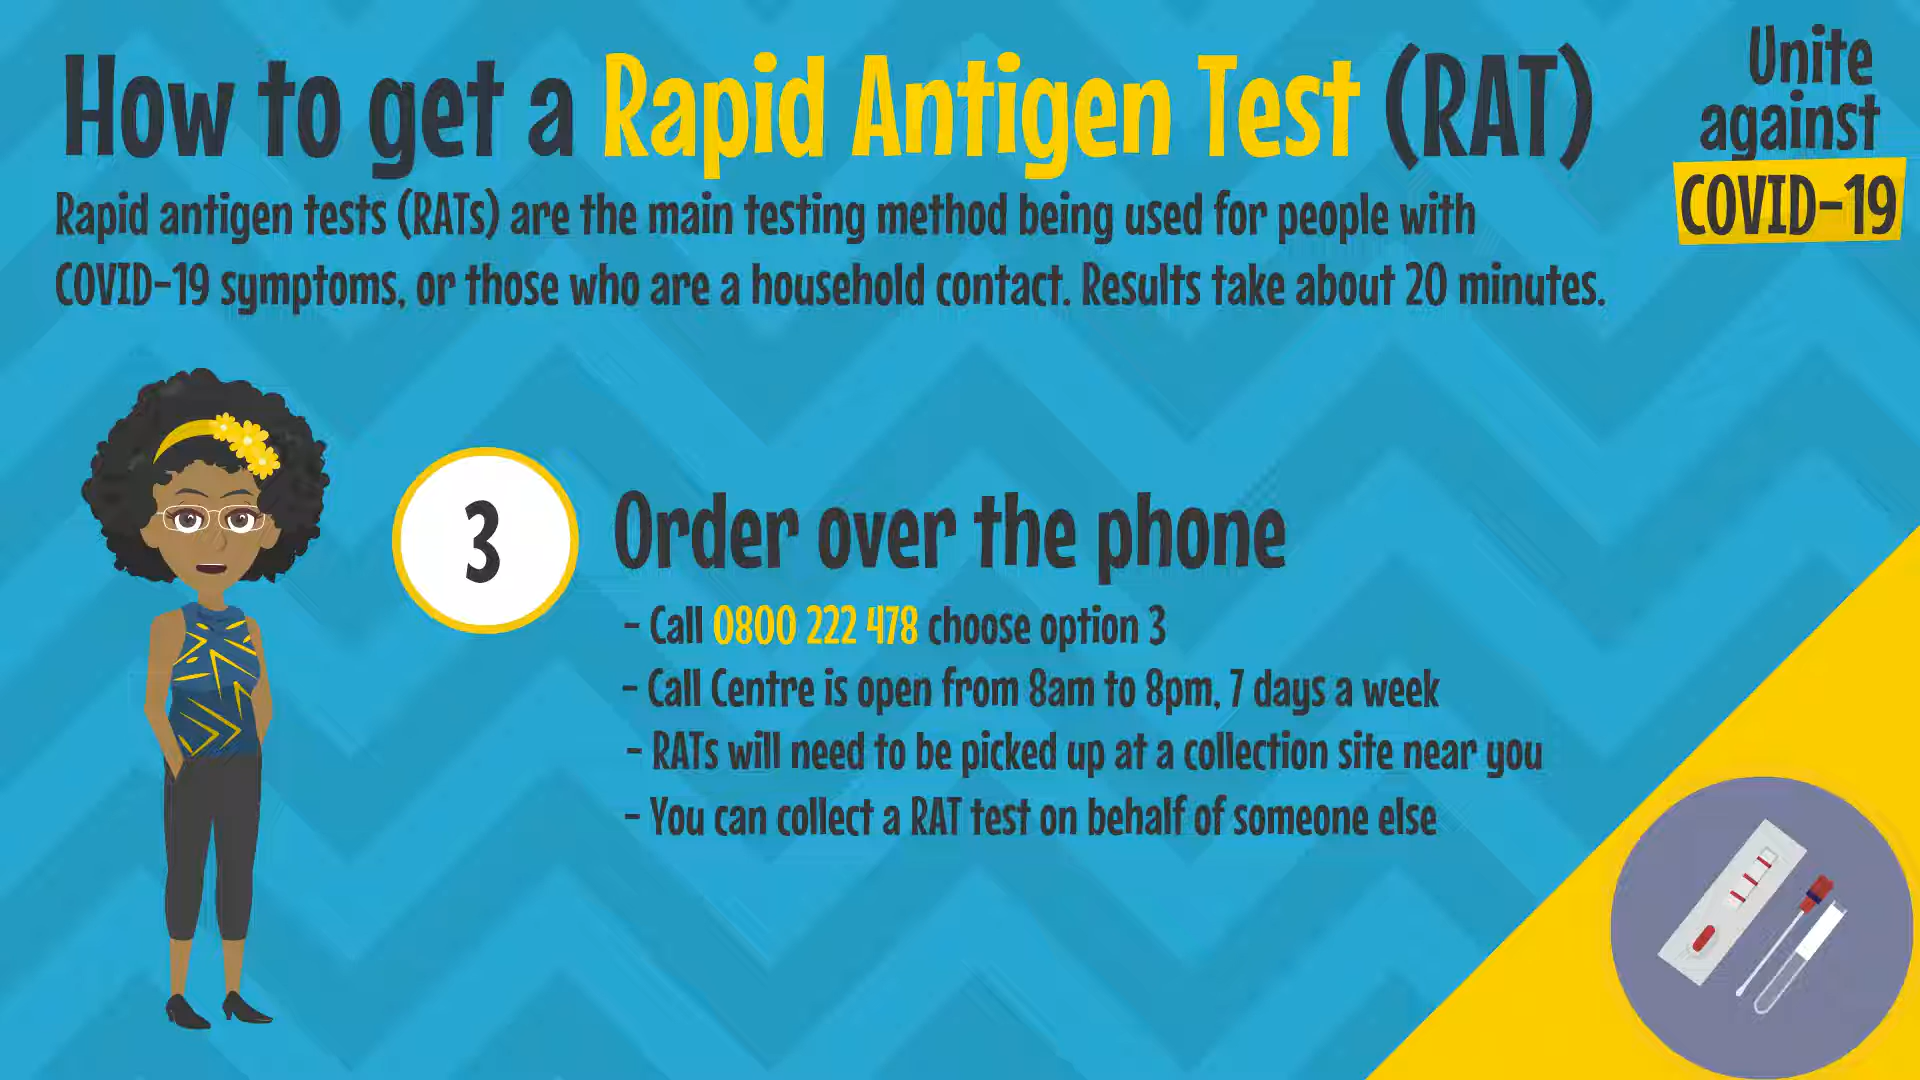 How to get a Rapid Antigen Test (RAT)
Unite
against
COVID-19
Rapid antigen tests (RATs) are the main testing method being used for people with
COVID-19 symptoms, or those who are a household contact. Results take about 20 minutes.
3
Order over the phone
- Call 0800 222 478 choose option 3
- Call Centre is open from 8am to 8pm, 7 days a week
- RATs will need to be picked up at a collection site near you
- You can collect a RAT test on behalf of someone else